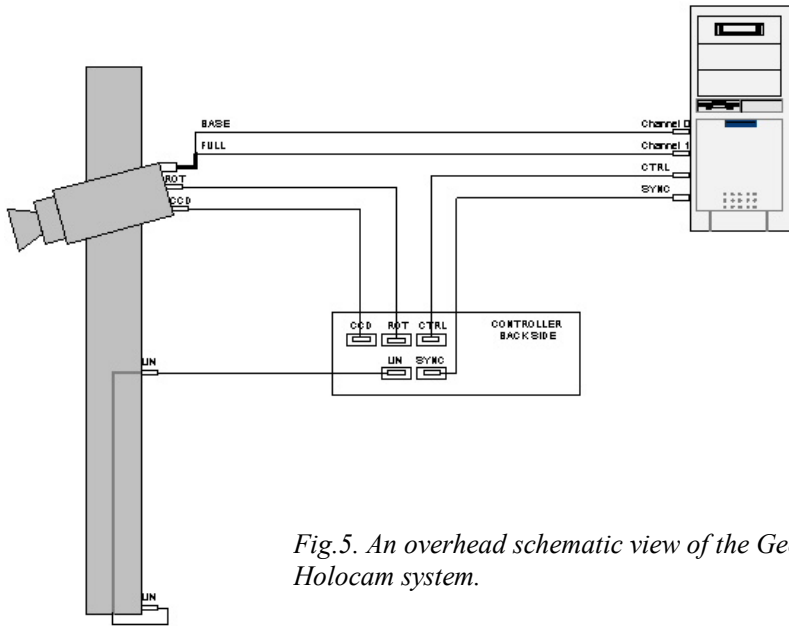 BASE
Channel 0
FULL
Channel 1
CTRL
ROT
SYNC
CCD
CCD ROT CTRL CONTROLLER
BACKSIDE
LIN
LIN SYNC
LIN
Fig.5. An overhead schematic view of the Geo
Holocam system.